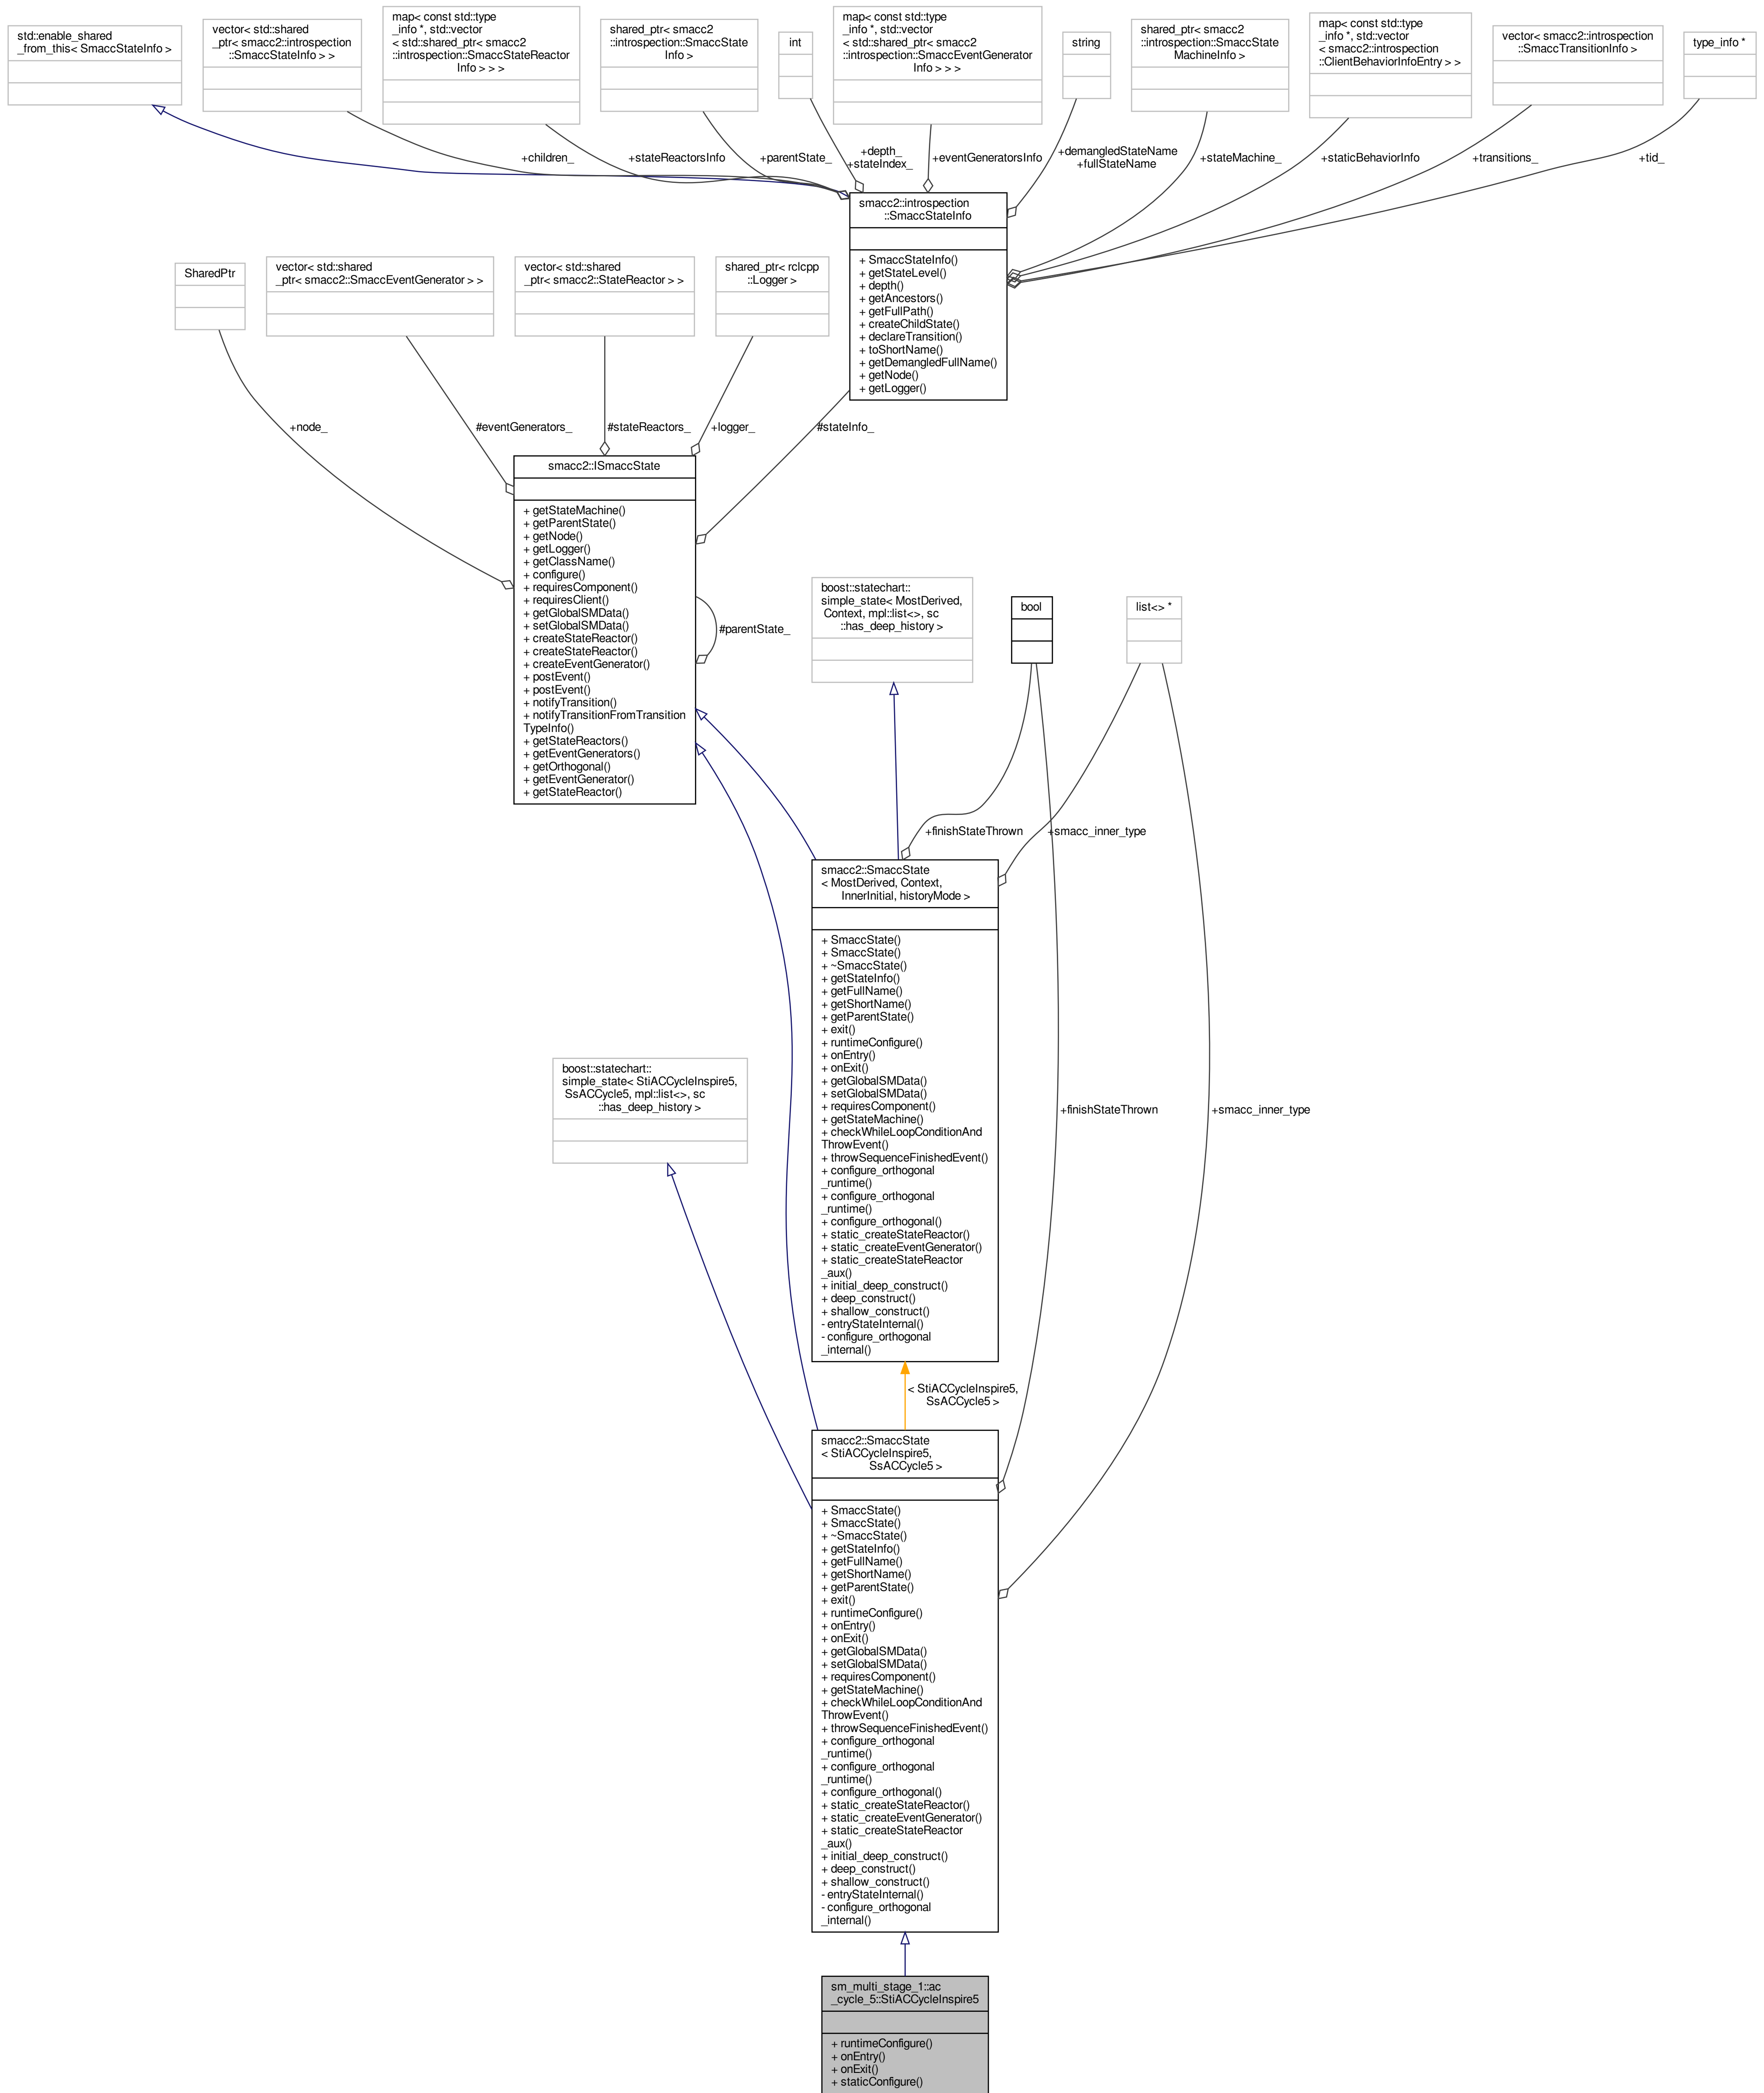 std::enable_shared
_from_this< SmaccStateInfo >
vector< std::shared
_ptr< smacc2::introspection
::SmaccStateInfo > >
map< const std::type
_info *, std::vector
< std::shared_ptr< smacc2
::introspection::SmaccStateReactor
Info > > >
shared_ptr< smacc2
::introspection::SmaccState
Info >
int
map< const std::type
_info *, std::vector
< std::shared_ptr< smacc2
::introspection::SmaccEventGenerator
Info > > >
string
shared_ptr< smacc2
::introspection::SmaccState
MachineInfo >
map< const std::type
_info *, std::vector
< smacc2::introspection
::ClientBehaviorInfoEntry > >
vector< smacc2::introspection
::SmaccTransitionInfo >
type_info *
+children_
+stateReactorsInfo
+parentState_
+depth_
+stateIndex_
+eventGeneratorsInfo
+demangledStateName
+fullStateName
+stateMachine_
+staticBehaviorInfo
+transitions_
+tid_
smacc2::introspection
::SmaccStateInfo
+ SmaccStateInfo()
+ getStateLevel()
+ depth()
+ getAncestors()
+ getFullPath()
+ createChildState()
+ declareTransition()
+ toShortName()
+ getDemangledFullName()
+ getNode()
+ getLogger()
SharedPtr
vector< std::shared
_ptr< smacc2::SmaccEventGenerator > >
vector< std::shared
_ptr< smacc2::StateReactor > >
shared_ptr< rclcpp
::Logger >
+node_
#eventGenerators_
#stateReactors_
+logger_
#stateInfo_
smacc2::ISmaccState
+ getStateMachine()
+ getParentState()
+ getNode()
+ getLogger()
+ getClassName()
+ configure()
+ requiresComponent()
+ requiresClient()
+ getGlobalSMData()
+ setGlobalSMData()
+ createStateReactor()
+ createStateReactor()
+ createEventGenerator()
+ postEvent()
+ postEvent()
+ notifyTransition()
+ notifyTransitionFromTransition
TypeInfo()
+ getStateReactors()
+ getEventGenerators()
+ getOrthogonal()
+ getEventGenerator()
+ getStateReactor()
#parentState_
boost::statechart::
simple_state< MostDerived,
Context, mpl::list<>, sc
::has_deep_history >
bool
list<> *
+finishStateThrown
+smacc_inner_type
smacc2::SmaccState
< MostDerived, Context,
InnerInitial, historyMode >
+ SmaccState()
+ SmaccState()
+ ~SmaccState()
+ getStateInfo()
+ getFullName()
+ getShortName()
+ getParentState()
+ exit()
+ runtimeConfigure()
+ onEntry()
+ onExit()
+ getGlobalSMData()
+ setGlobalSMData()
+ requiresComponent()
+ getStateMachine()
+ checkWhileLoopConditionAnd
ThrowEvent()
+ throwSequenceFinishedEvent()
+ configure_orthogonal
_runtime()
+ configure_orthogonal
_runtime()
+ configure_orthogonal()
+ static_createStateReactor()
+ static_createEventGenerator()
+ static_createStateReactor
_aux()
+ initial_deep_construct()
+ deep_construct()
+ shallow_construct()
- entryStateInternal()
- configure_orthogonal
_internal()
boost::statechart::
simple_state< StiACCycleInspire5,
SsACCycle5, mpl::list<>, sc
::has_deep_history >
+finishStateThrown
+smacc_inner_type
< StiACCycleInspire5,
SsACCycle5 >
smacc2::SmaccState
< StiACCycleInspire5,
SsACCycle5 >
+ SmaccState()
+ SmaccState()
+ ~SmaccState()
+ getStateInfo()
+ getFullName()
+ getShortName()
+ getParentState()
+ exit()
+ runtimeConfigure()
+ onEntry()
+ onExit()
+ getGlobalSMData()
+ setGlobalSMData()
+ requiresComponent()
+ getStateMachine()
+ checkWhileLoopConditionAnd
ThrowEvent()
+ throwSequenceFinishedEvent()
+ configure_orthogonal
_runtime()
+ configure_orthogonal
_runtime()
+ configure_orthogonal()
+ static_createStateReactor()
+ static_createEventGenerator()
+ static_createStateReactor
_aux()
+ initial_deep_construct()
+ deep_construct()
+ shallow_construct()
- entryStateInternal()
- configure_orthogonal
_internal()
sm_multi_stage_1::ac
_cycle_5::StiACCycleInspire5
+ runtimeConfigure()
+ onEntry()
+ onExit()
+ staticConfigure()